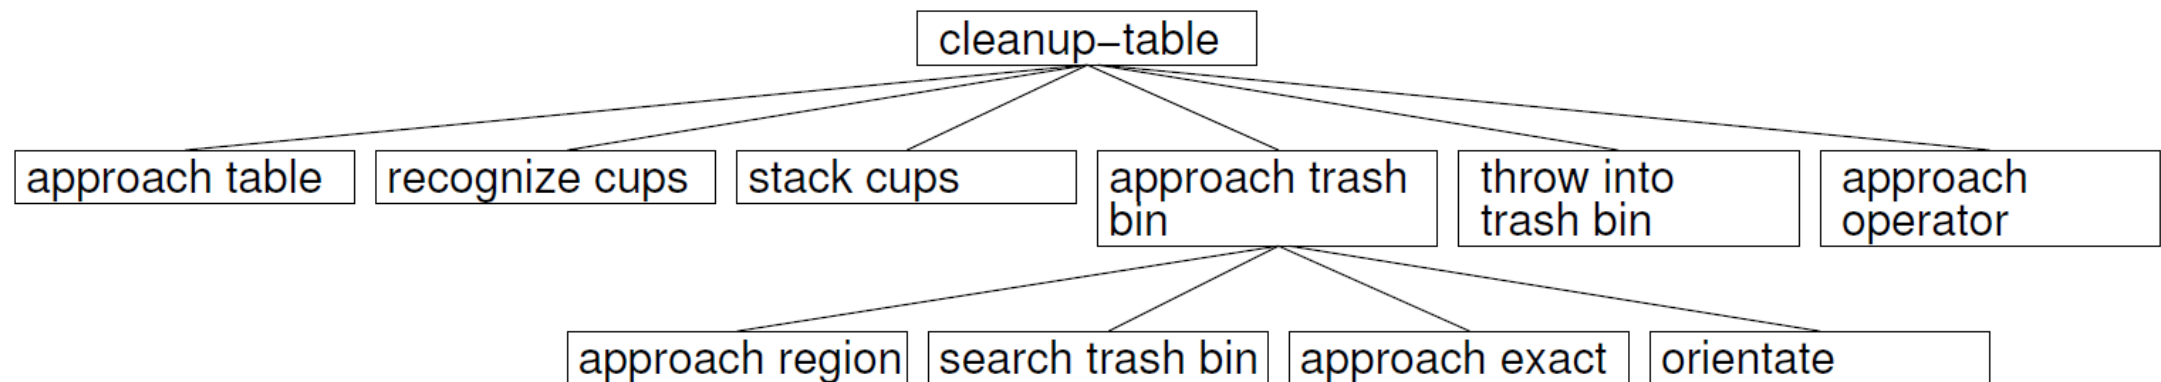 cleanup–table
approach table
recognize cups
stack cups
approach trash
bin
throw into
trash bin
approach
operator
approach region
search trash bin
approach exact
orientate